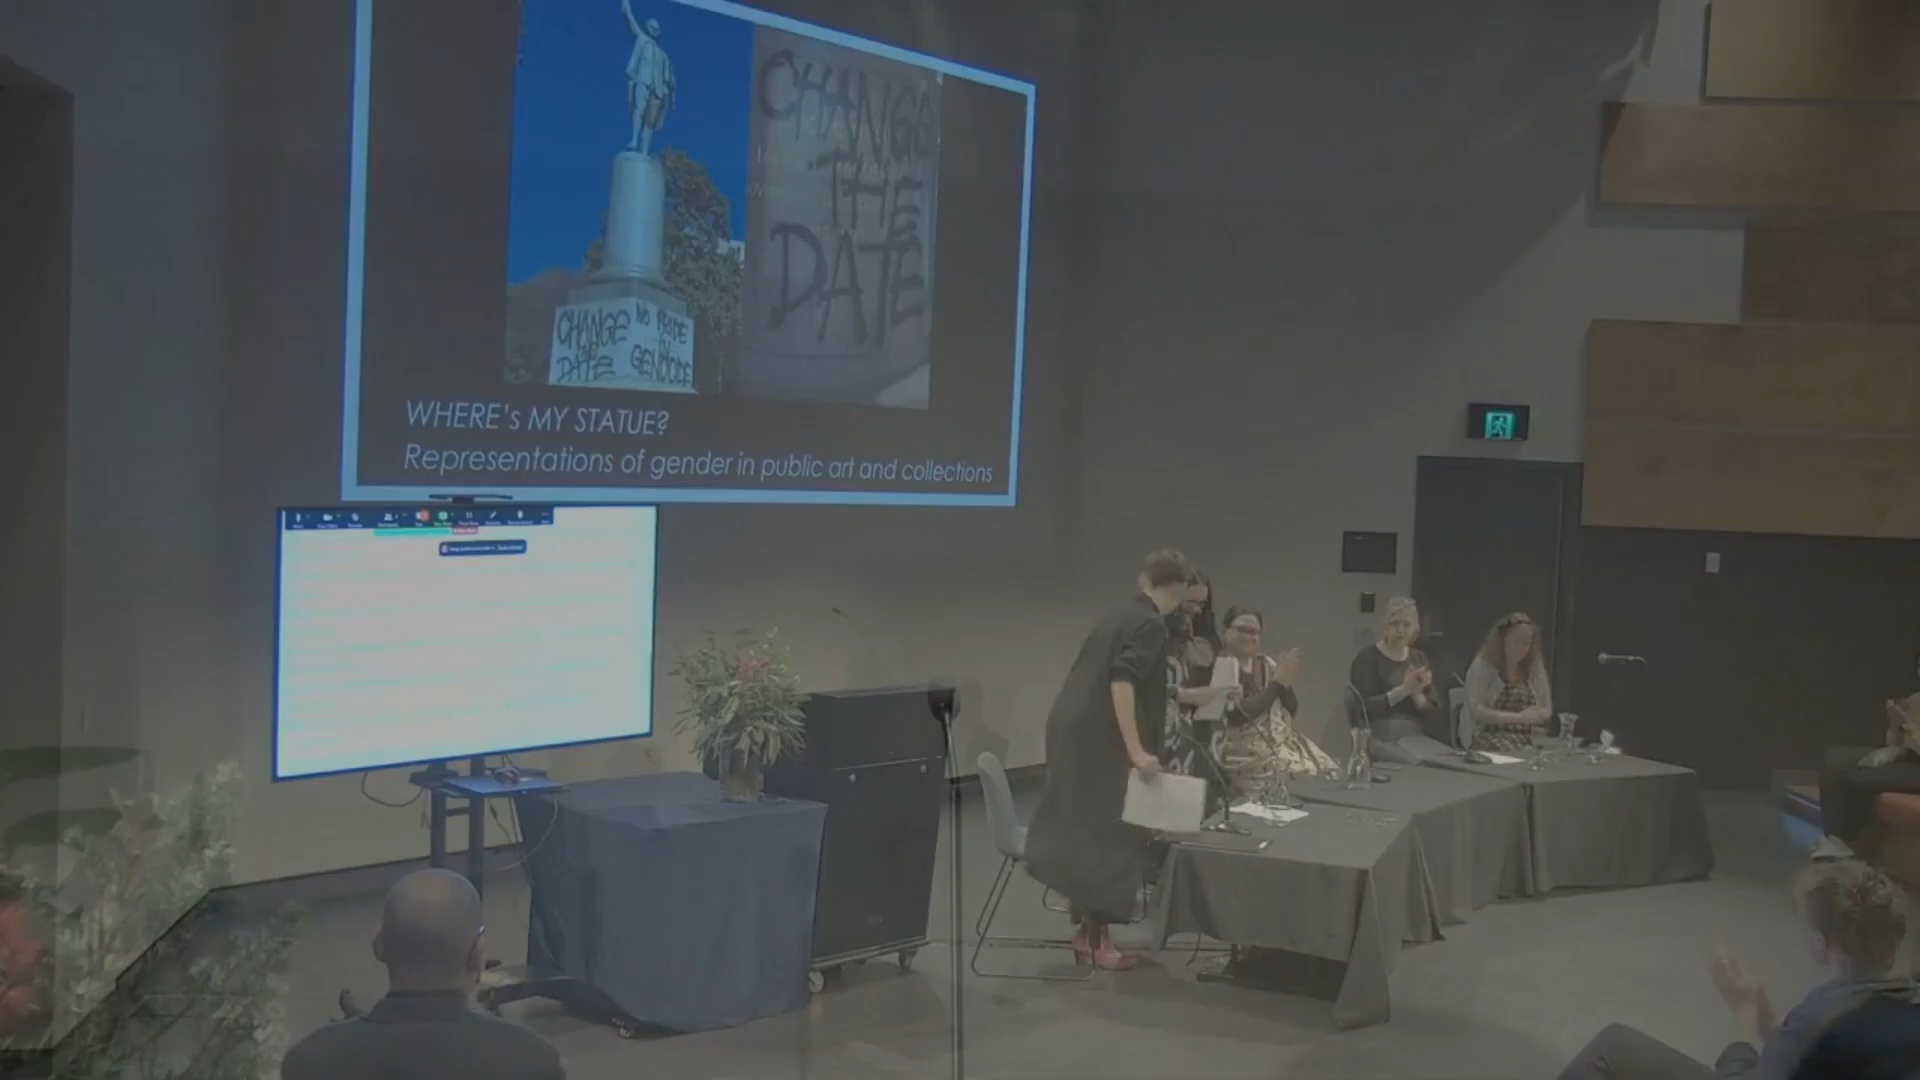 CHANGE
THE
DATE
CHANGE
THE
DATE
NO PRIDE
IN
GENOCIDE
WHERE's MY STATUE?
Representations of gender in public art and collections